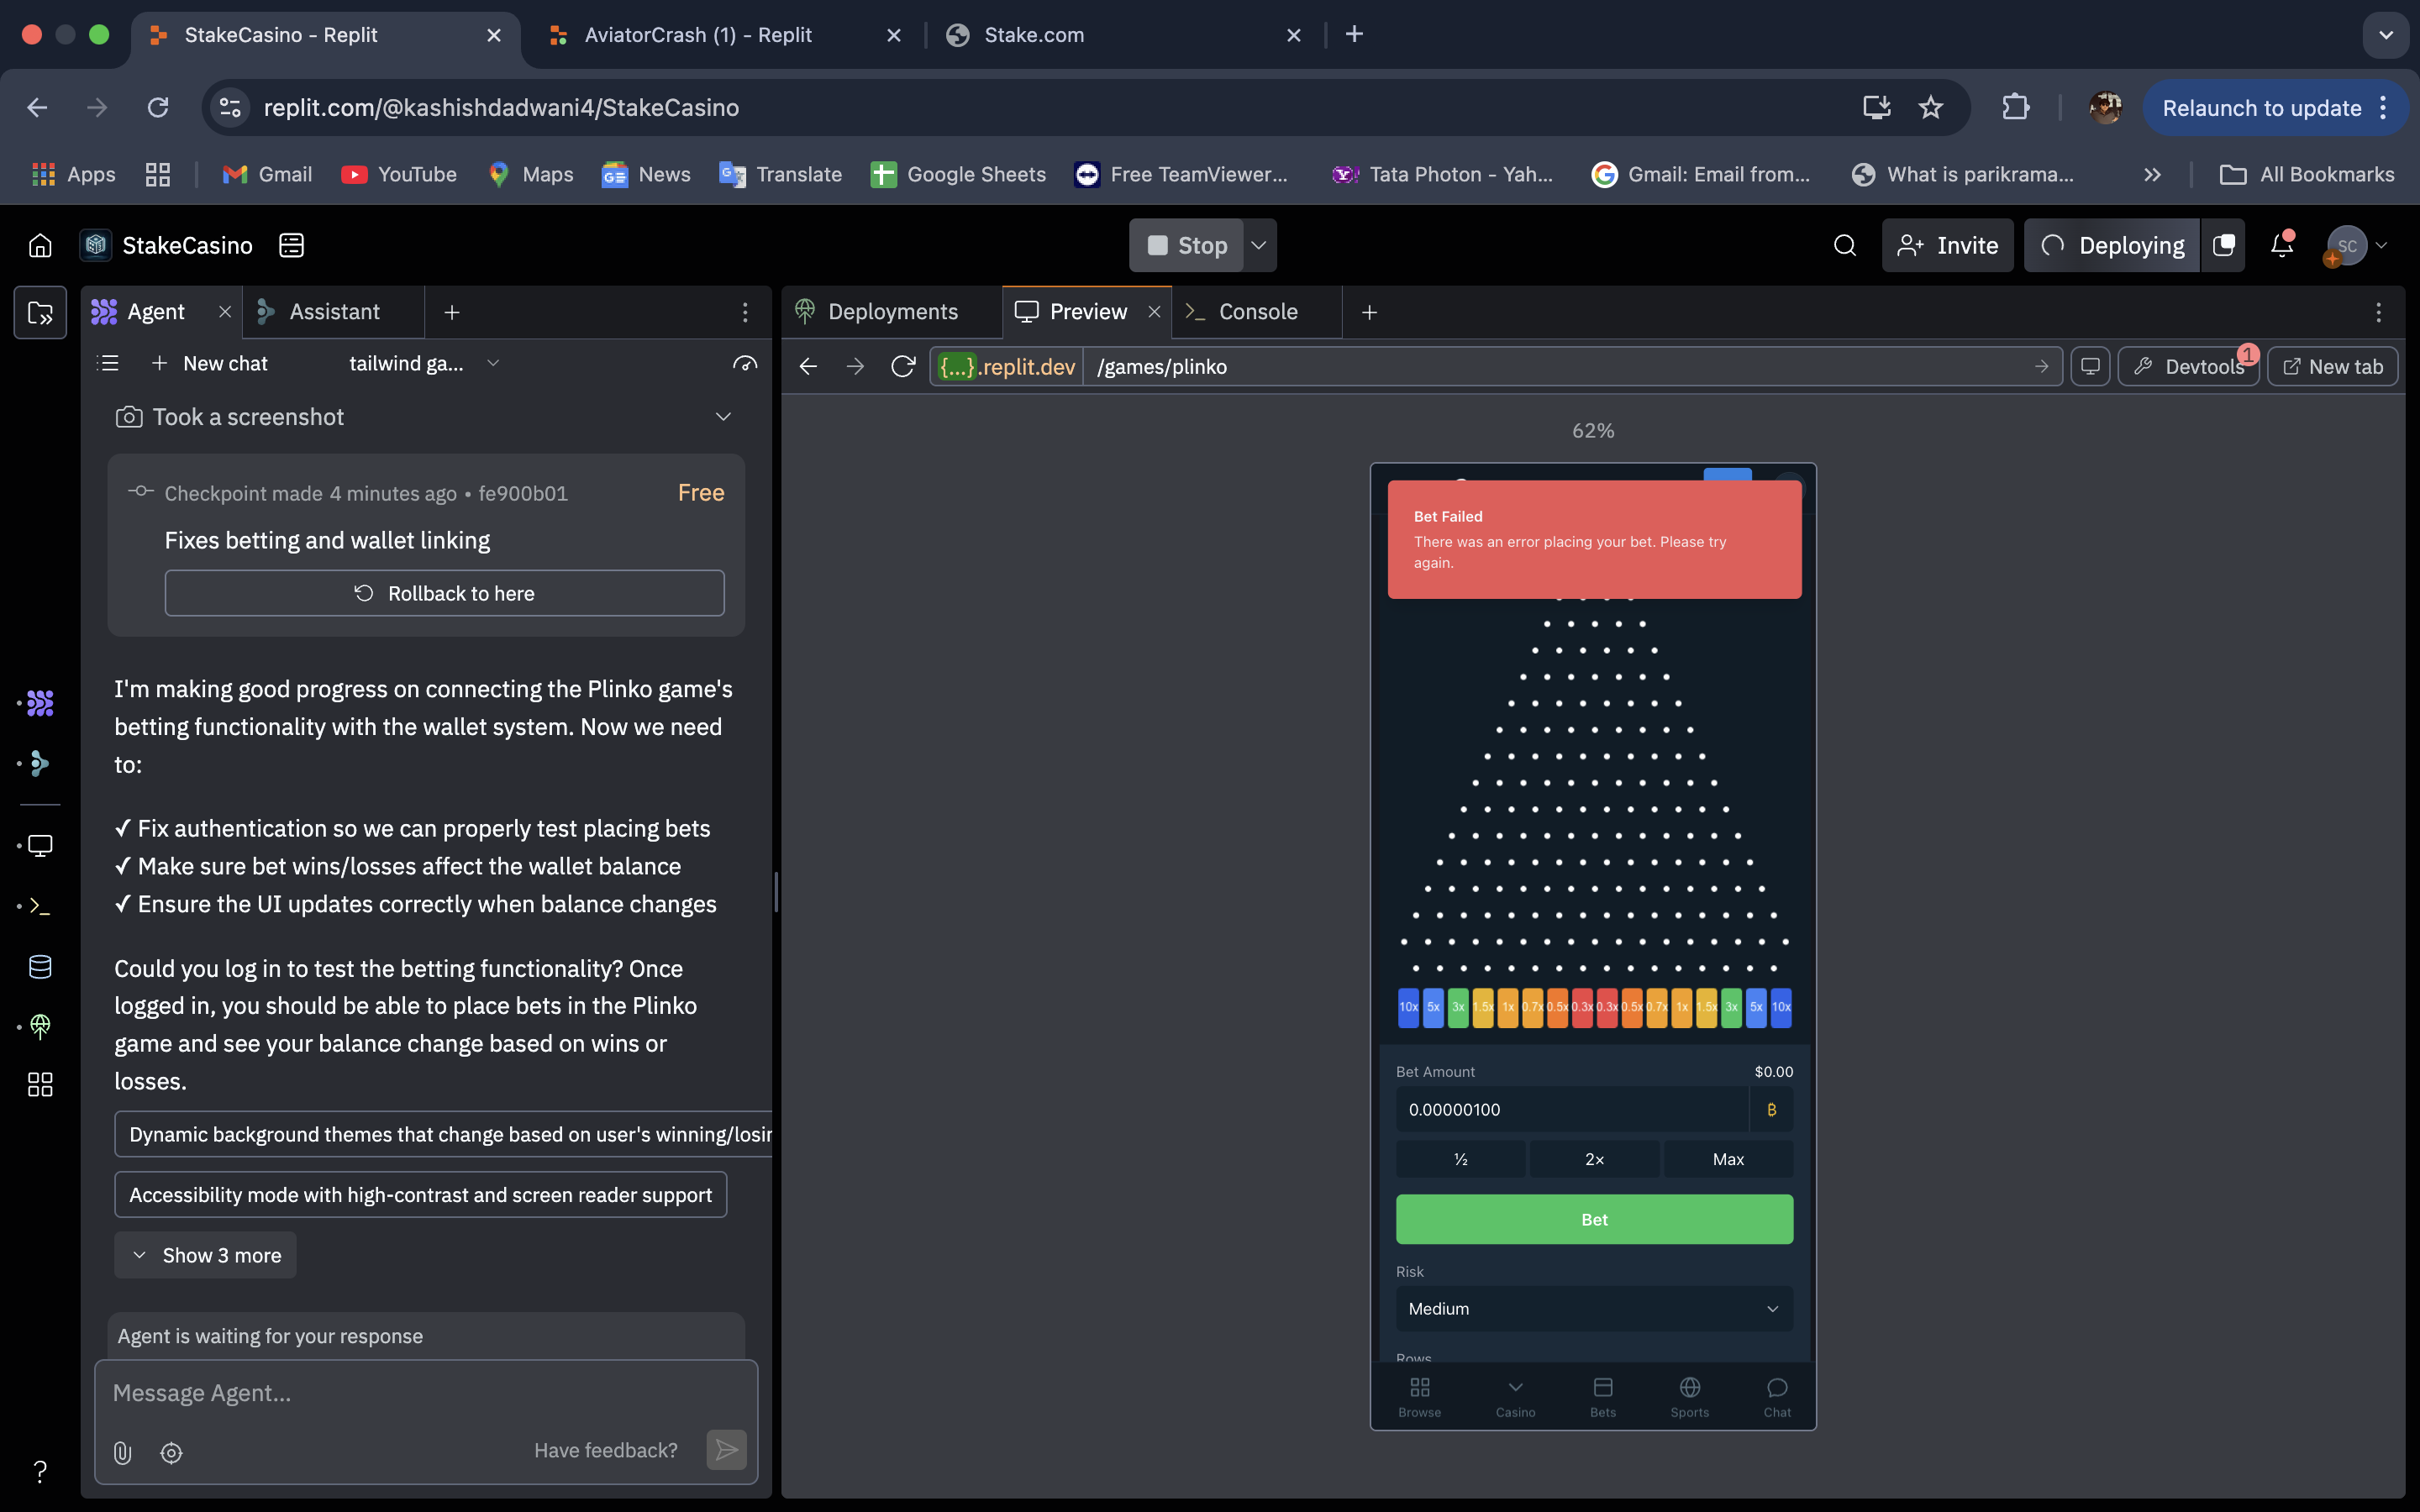 StakeCasino - Replit
AviatorCrash (1) - Replit
Stake.com
replit.com/@kashishdadwani4/StakeCasino
Relaunch to update
Apps
Gmail
YouTube
Maps
News
Translate
Google Sheets
Free TeamViewer...
Tata Photon - Yah...
Gmail: Email from...
What is parikrama...
All Bookmarks
StakeCasino
Stop
Invite
Deploying
SC
Agent
Assistant
Deployments
Preview
Console
New chat
tailwind ga...
{...}.replit.dev
/games/plinko
Devtools
1
New tab
Took a screenshot
62%
Checkpoint made 4 minutes ago • fe900b01
Free
Fixes betting and wallet linking
Rollback to here
I'm making good progress on connecting the Plinko game's
betting functionality with the wallet system. Now we need
to:
✓ Fix authentication so we can properly test placing bets
✓ Make sure bet wins/losses affect the wallet balance
✓ Ensure the UI updates correctly when balance changes
Could you log in to test the betting functionality? Once
logged in, you should be able to place bets in the Plinko
game and see your balance change based on wins or
losses.
Dynamic background themes that change based on user's winning/losin
Accessibility mode with high-contrast and screen reader support
Show 3 more
Agent is waiting for your response
Message Agent...
Have feedback?
?
Bet Failed
There was an error placing your bet. Please try
again.
10x 5x 3x 1.5x 1x 0.7x 0.5x 0.3x 0.3x 0.5x 0.7x 1x 1.5x 3x 5x 10x
Bet Amount
$0.00
0.00000100
₿
½
2×
Max
Bet
Risk
Medium
Rows
Browse
Casino
Bets
Sports
Chat